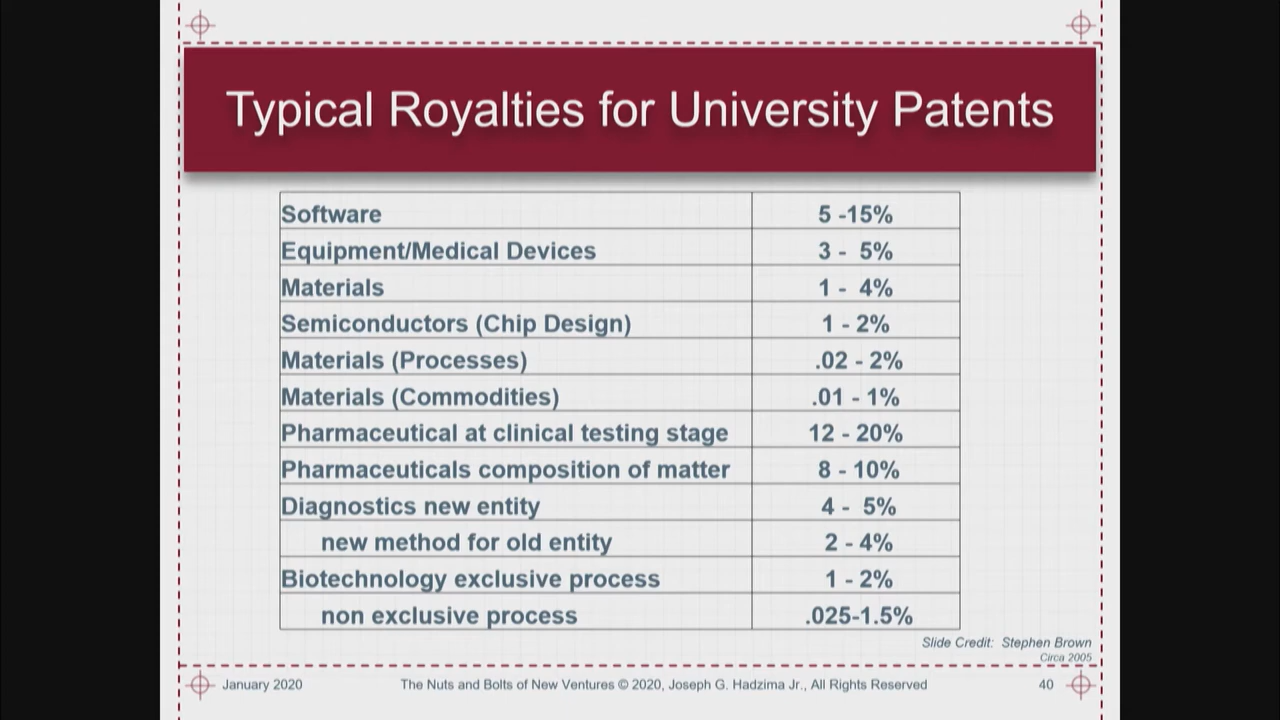 Typical Royalties for University Patents
Software 5 -15%
Equipment/Medical Devices 3 - 5%
Materials 1 - 4%
Semiconductors (Chip Design) 1 - 2%
Materials (Processes) .02 - 2%
Materials (Commodities) .01 - 1%
Pharmaceutical at clinical testing stage 12 - 20%
Pharmaceuticals composition of matter 8 - 10%
Diagnostics new entity 4 - 5%
new method for old entity 2 - 4%
Biotechnology exclusive process 1 - 2%
non exclusive process .025-1.5%
Slide Credit: Stephen Brown
Circa 2005
January 2020 The Nuts and Bolts of New Ventures © 2020, Joseph G. Hadzima Jr., All Rights Reserved 40